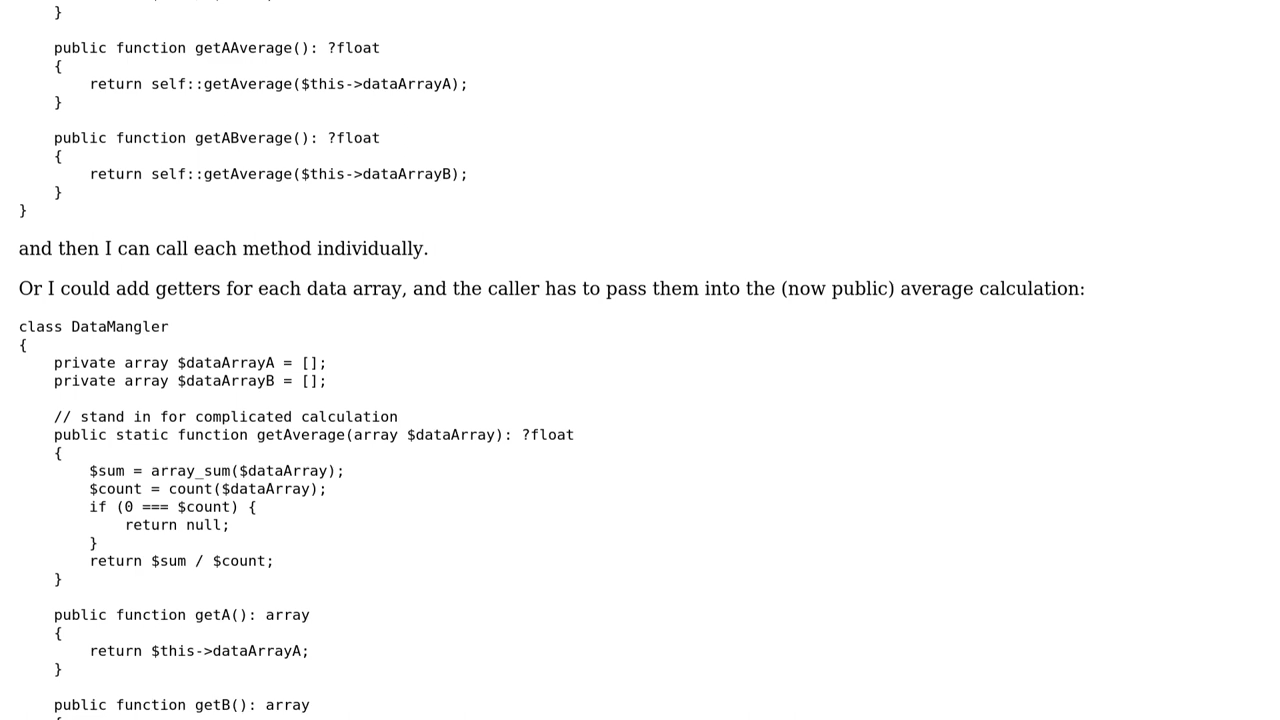 }
public function getAAverage(): ?float
{
return self::getAverage($this->dataArrayA);
}
public function getABverage(): ?float
{
return self::getAverage($this->dataArrayB);
}
}
and then I can call each method individually.
Or I could add getters for each data array, and the caller has to pass them into the (now public) average calculation:
class DataMangler
{
private array $dataArrayA = [];
private array $dataArrayB = [];
// stand in for complicated calculation
public static function getAverage(array $dataArray): ?float
{
$sum = array_sum($dataArray);
$count = count($dataArray);
if (0 === $count) {
return null;
}
return $sum / $count;
}
public function getA(): array
{
return $this->dataArrayA;
}
public function getB(): array